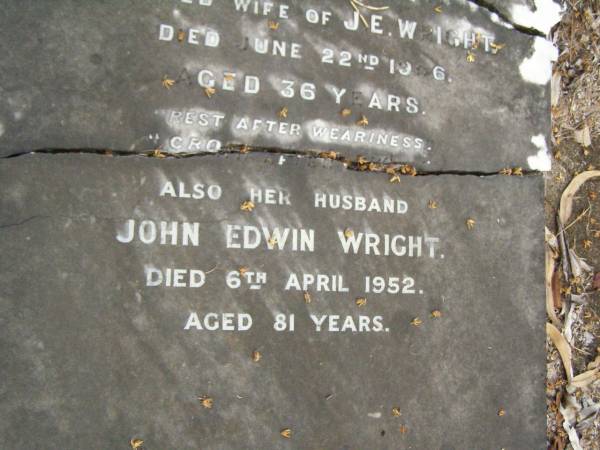 WIFE OF J. E. WRIGHT.
DIED JUNE 22ND
AGED 36 YEARS.
REST AFTER WEARINESS.
ALSO HER HUSBAND
JOHN EDWIN WRIGHT.
DIED 6TH APRIL 1952.
AGED 81 YEARS.